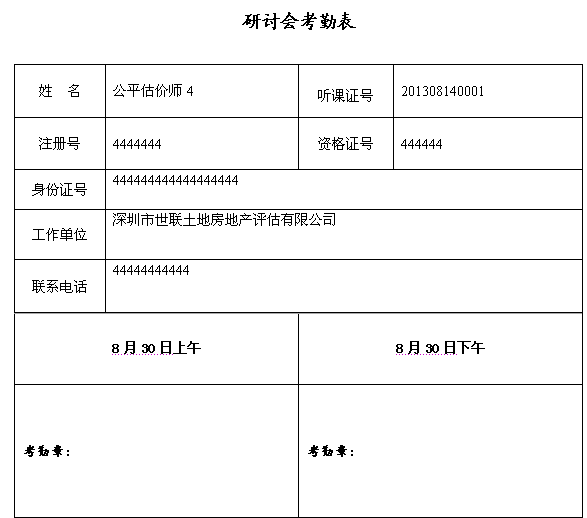 研讨会考勤表
姓 名 公平估价师 4 听课证号 201308140001
注册号 4444444 资格证号 444444
身份证号 444444444444444444
工作单位 深圳市世联土地房地产评估有限公司
联系电话 44444444444
8 月 30 日上午 8 月 30 日下午
考勤章： 考勤章：